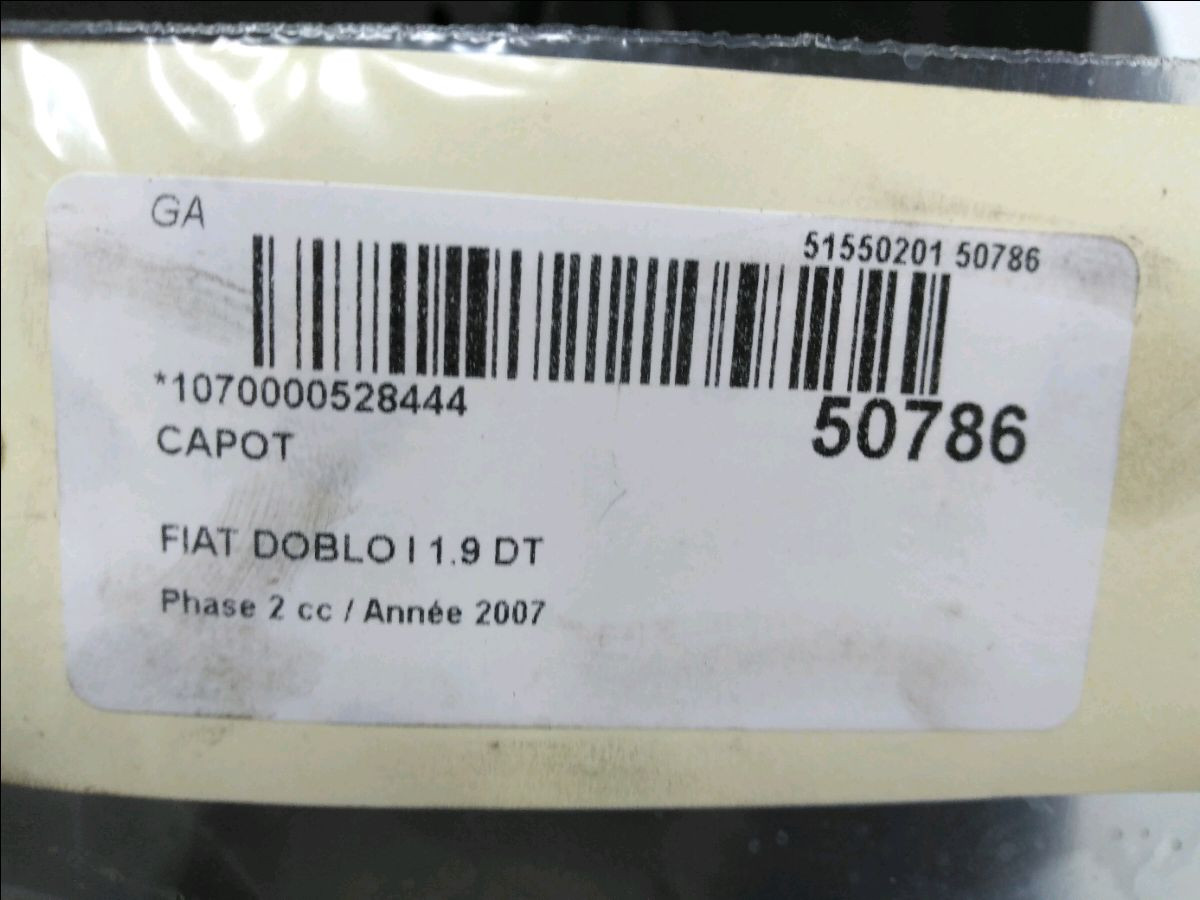 GA
51550201 50786
*1070000528444
50786
CAPOT
FIAT DOBLO I 1.9 DT
Phase 2 cc / Année 2007